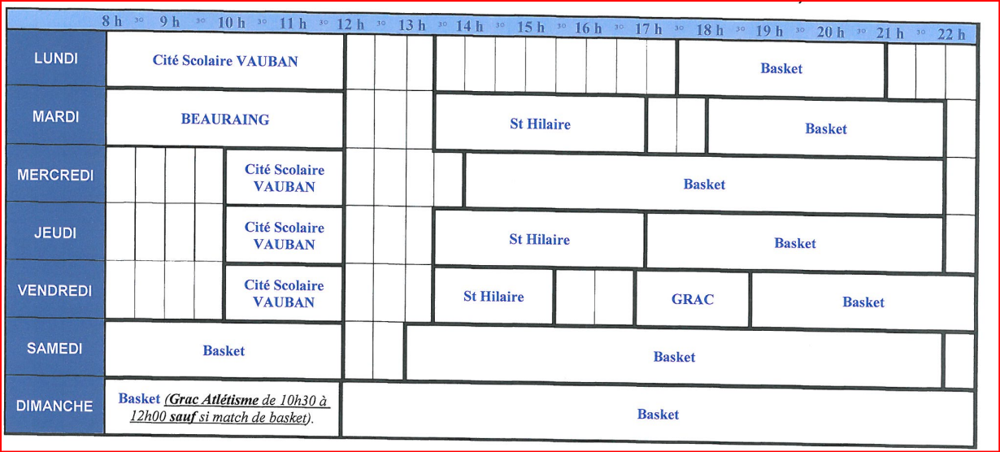 8 h 30 9 h 30 10 h 30 11 h 30 12 h 30 13 h 30 14 h 30 15 h 30 16 h 30 17 h 30 18 h 30 19 h 30 20 h 30 21 h 30 22 h
LUNDI
Cité Scolaire VAUBAN
Basket
MARDI
BEAURAING
St Hilaire
Basket
MERCREDI
Cité Scolaire
VAUBAN
Basket
JEUDI
Cité Scolaire
VAUBAN
St Hilaire
Basket
VENDREDI
Cité Scolaire
VAUBAN
St Hilaire
GRAC
Basket
SAMEDI
Basket
Basket
DIMANCHE
Basket (Grac Atlétisme de 10h30 à
12h00 sauf si match de basket).
Basket